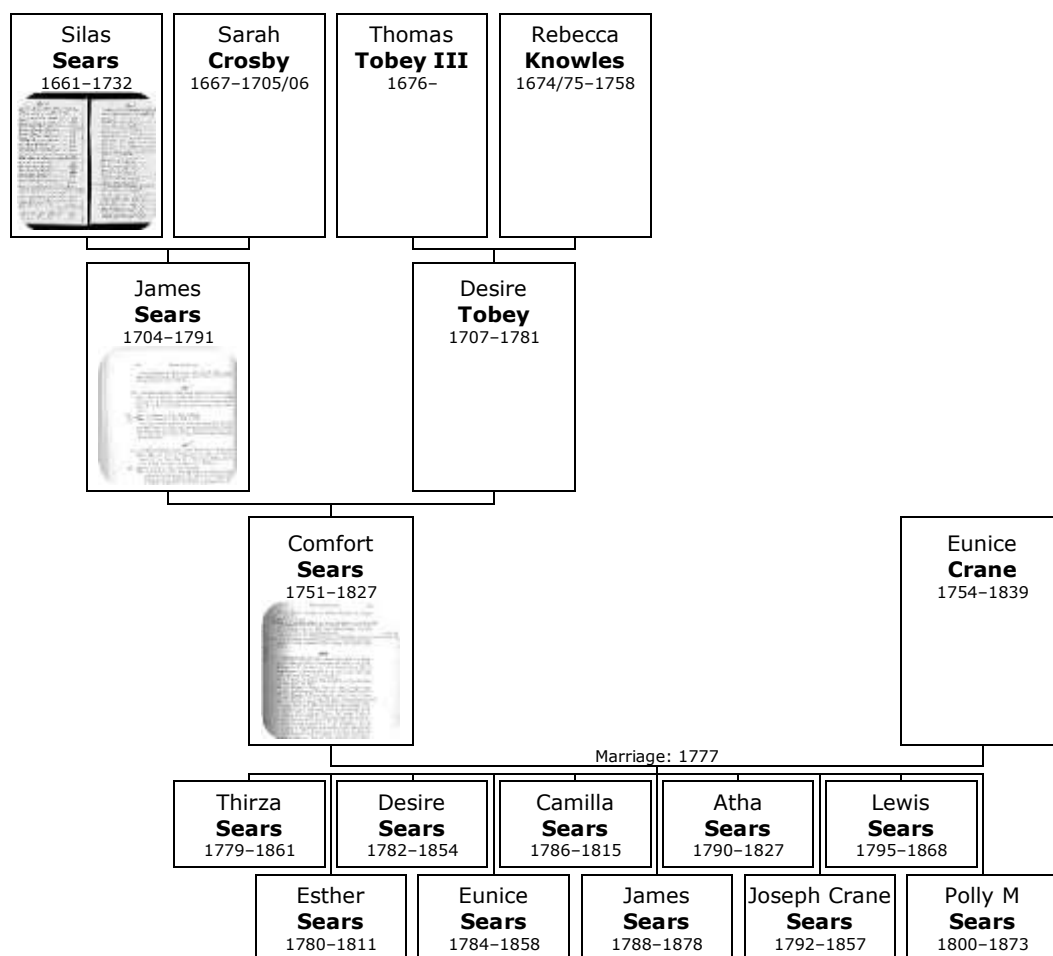 Silas
Sears
1661–1732
Sarah
Crosby
1667–1705/06
Thomas
Tobey III
1676–
Rebecca
Knowles
1674/75–1758
James
Sears
1704–1791
Desire
Tobey
1707–1781
Comfort
Sears
1751–1827
Eunice
Crane
1754–1839
Marriage: 1777
Thirza
Sears
1779–1861
Desire
Sears
1782–1854
Camilla
Sears
1786–1815
Atha
Sears
1790–1827
Lewis
Sears
1795–1868
Esther
Sears
1780–1811
Eunice
Sears
1784–1858
James
Sears
1788–1878
Joseph Crane
Sears
1792–1857
Polly M
Sears
1800–1873